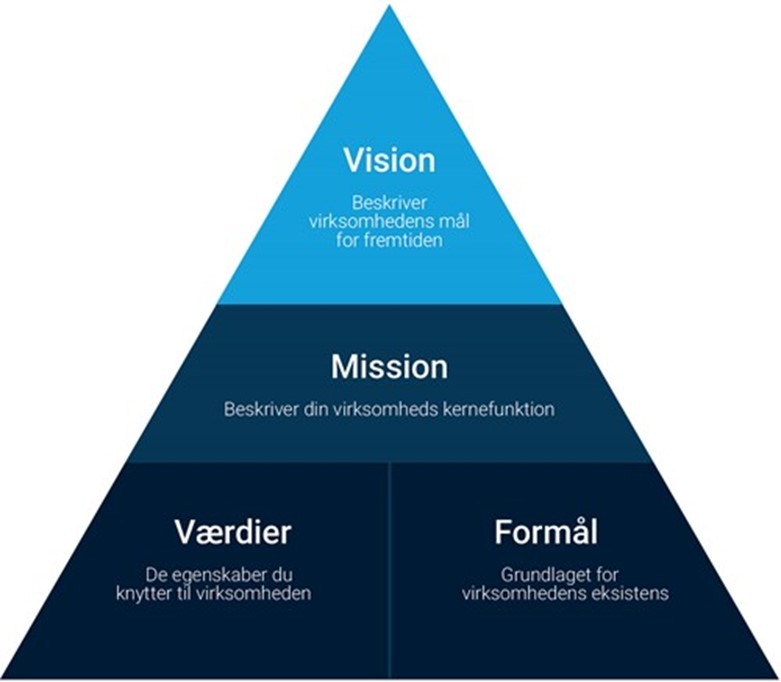 Vision
Beskriver
virksomhedens mål
for fremtiden
Mission
Beskriver din virksomheds kernefunktion
Værdier
De egenskaber du
knytter til virksomheden
Formål
Grundlaget for
virksomhedens eksistens